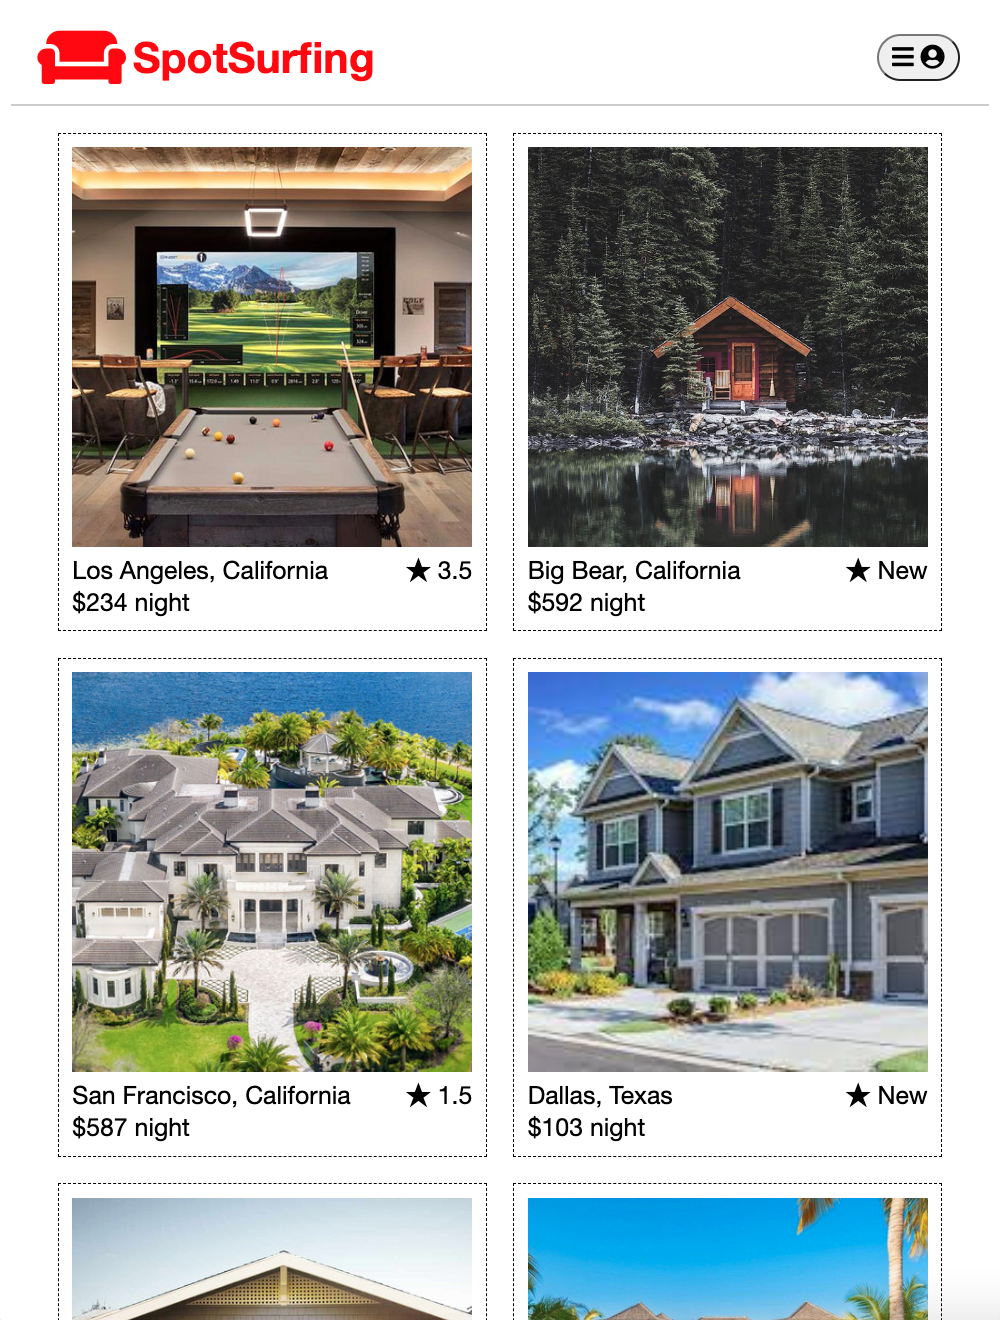 SpotSurfing
Los Angeles, California ★ 3.5
$234 night
Big Bear, California ★ New
$592 night
San Francisco, California ★ 1.5
$587 night
Dallas, Texas ★ New
$103 night